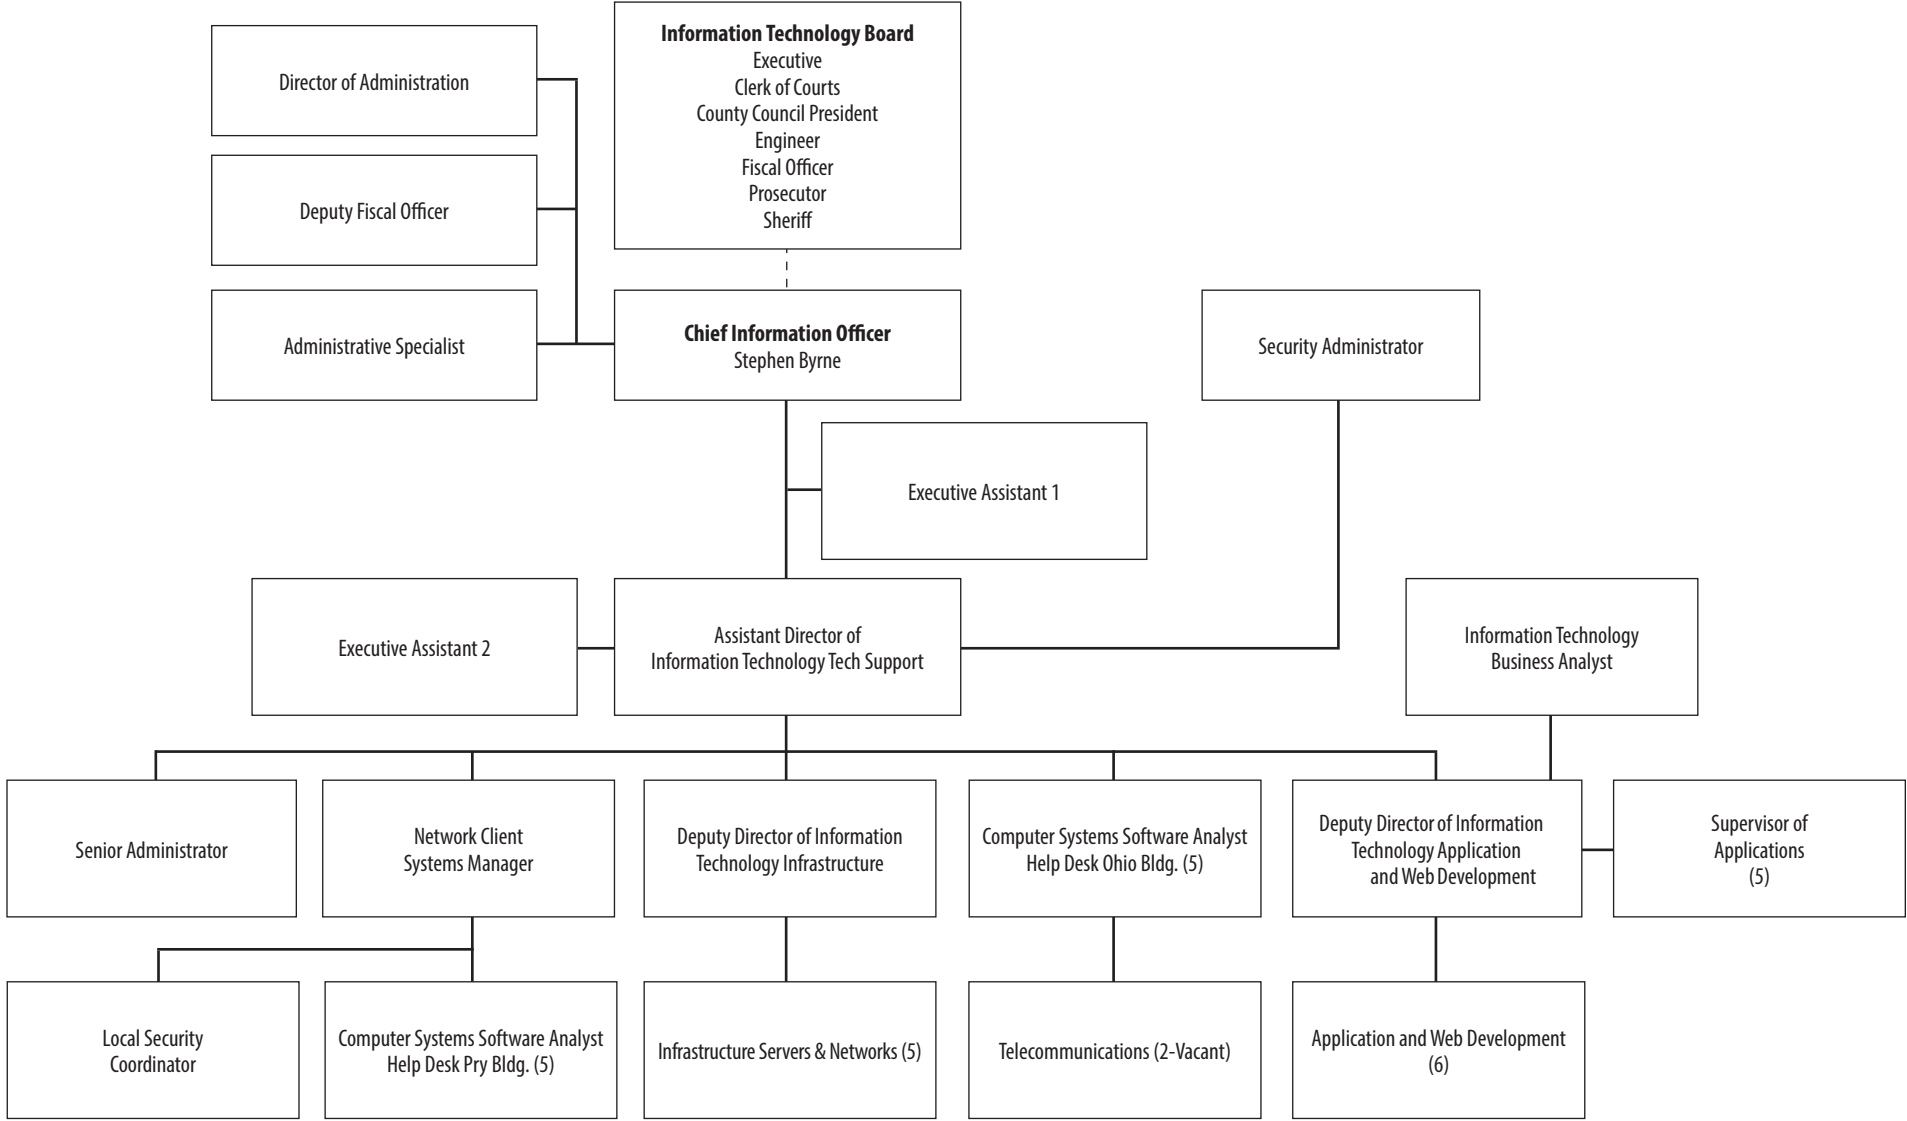 Information Technology Board
Executive
Clerk of Courts
County Council President
Engineer
Fiscal Officer
Prosecutor
Sheriff
Director of Administration
Deputy Fiscal Officer
Administrative Specialist
Chief Information Officer
Stephen Byrne
Security Administrator
Executive Assistant 1
Executive Assistant 2
Assistant Director of
Information Technology Tech Support
Information Technology
Business Analyst
Senior Administrator
Network Client
Systems Manager
Deputy Director of Information
Technology Infrastructure
Computer Systems Software Analyst
Help Desk Ohio Bldg. (5)
Deputy Director of Information
Technology Application
and Web Development
Supervisor of
Applications
(5)
Local Security
Coordinator
Computer Systems Software Analyst
Help Desk Pry Bldg. (5)
Infrastructure Servers & Networks (5)
Telecommunications (2-Vacant)
Application and Web Development
(6)